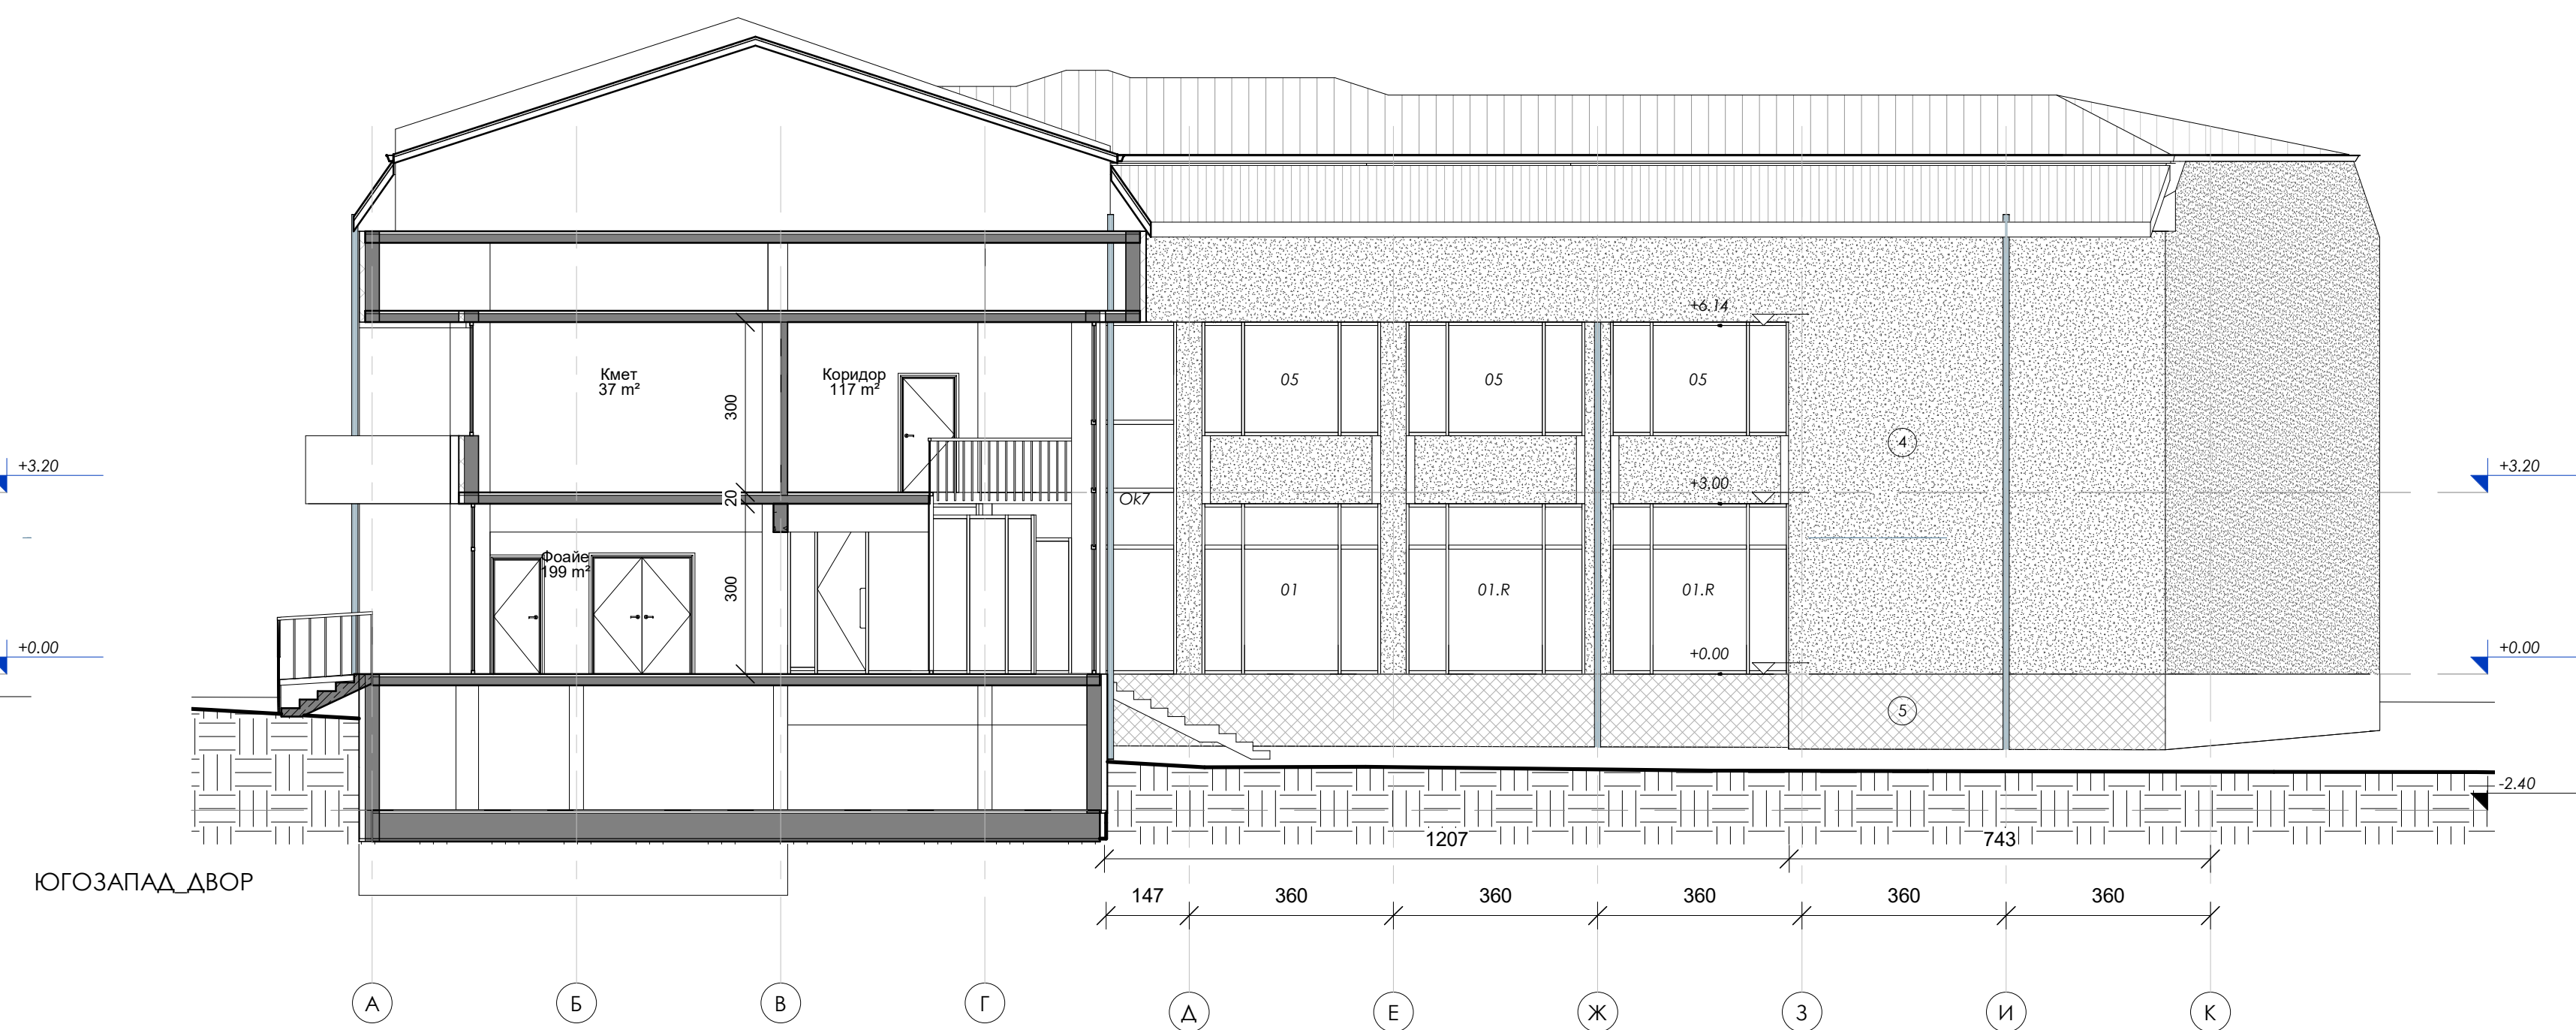 +6.14
Кмет
37 m²
Коридор
117 m²
300
05
05
05
4
+3.20
+3.20
20
Ok7
+3.00
Фоайе
199 m²
300
01
01.R
01.R
+0.00
+0.00
+0.00
5
-2.40
1207
743
ЮГОЗАПАД_ДВОР
147
360
360
360
360
360
А
Б
В
Г
Д
Е
Ж
З
И
К